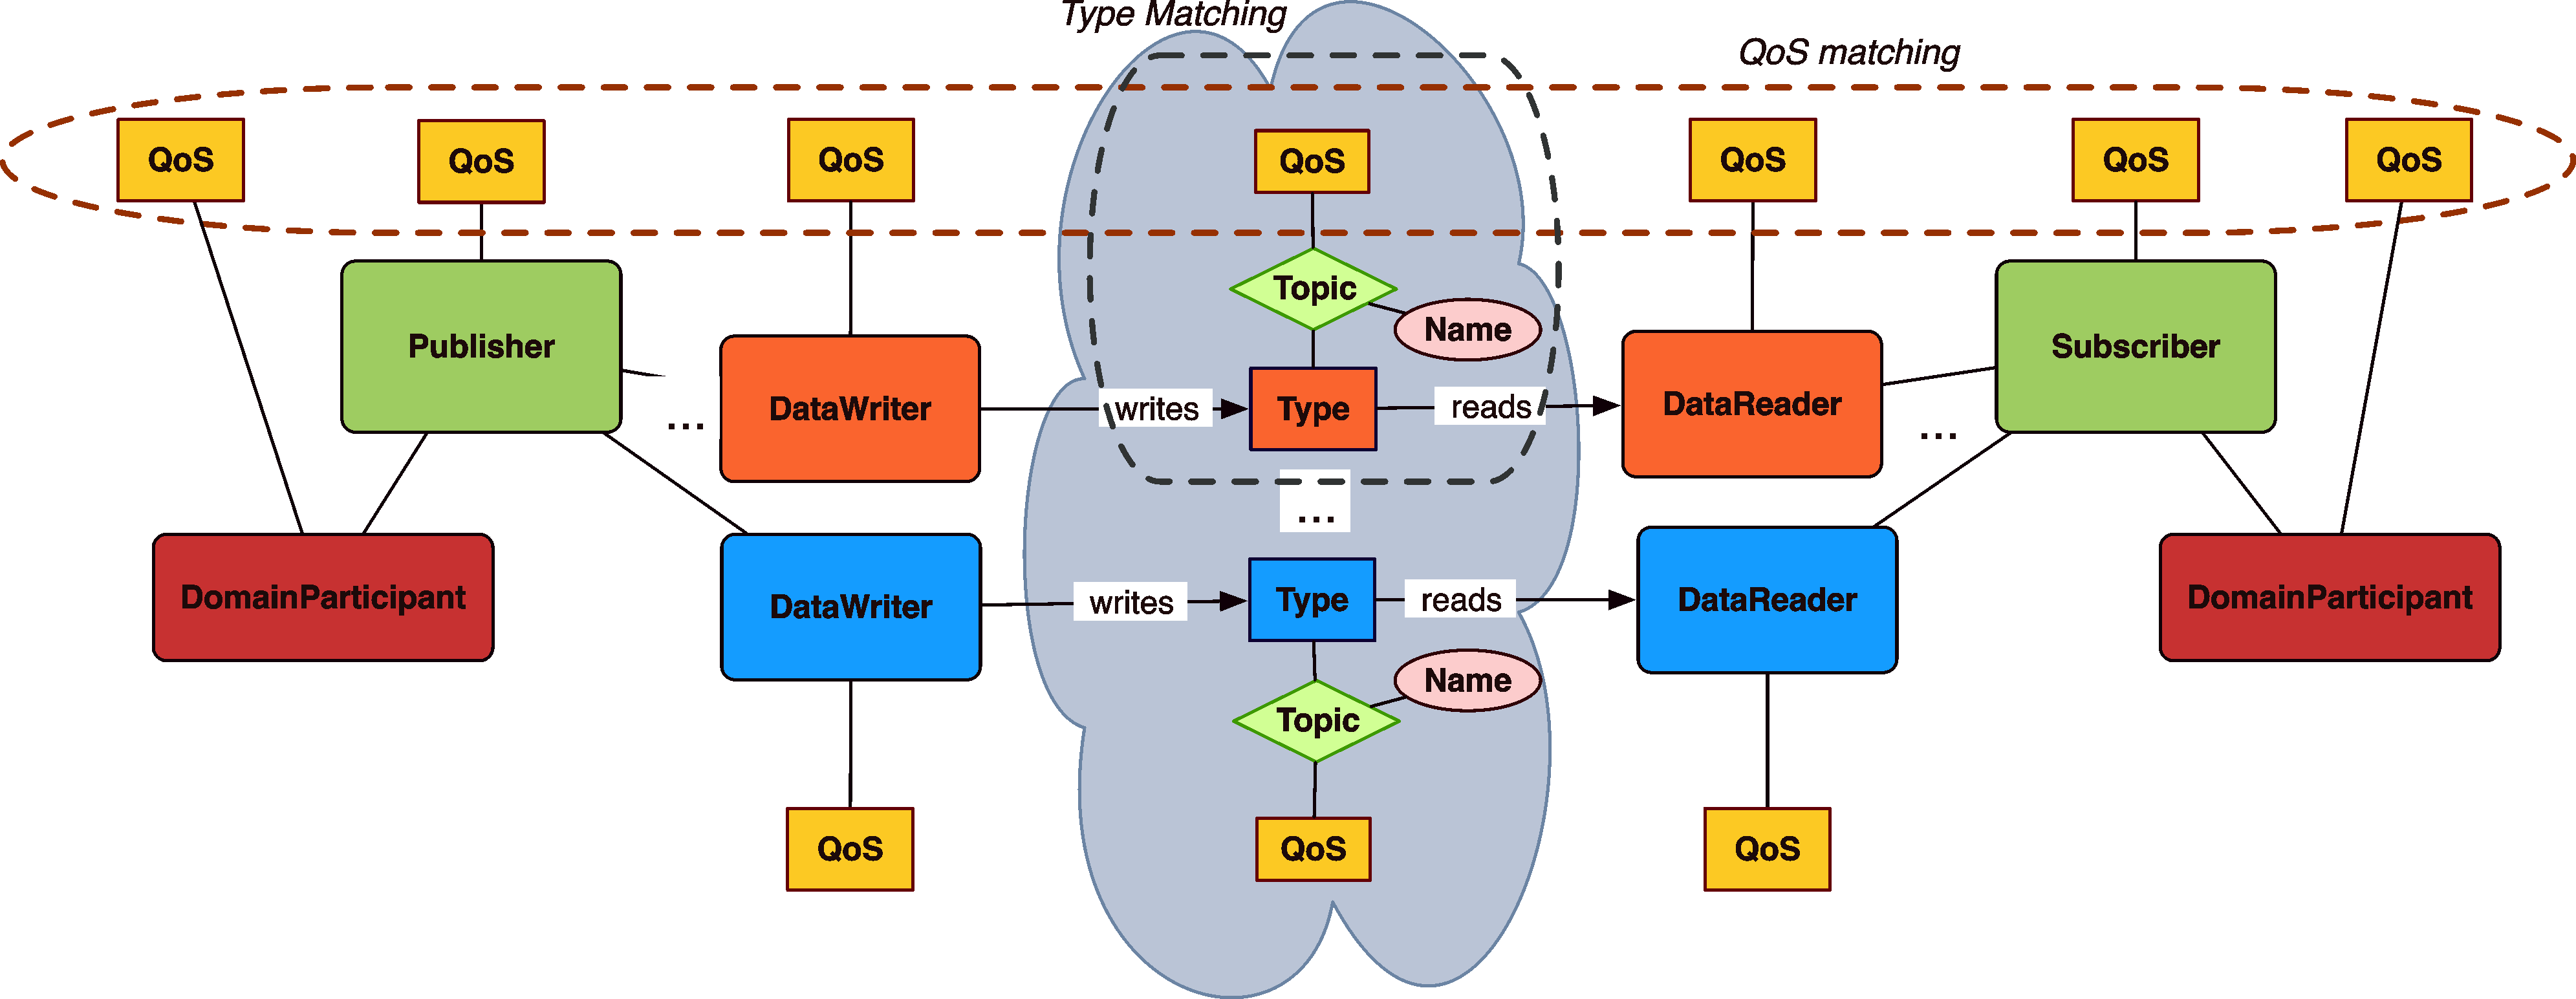 Type Matching
QoS matching
QoS
QoS
QoS
QoS
QoS
QoS
QoS
Topic
Name
Publisher
Subscriber
DataWriter
writes
Type
reads
DataReader
...
...
...
DomainParticipant
DataWriter
writes
Type
reads
DataReader
DomainParticipant
Name
Topic
QoS
QoS
QoS